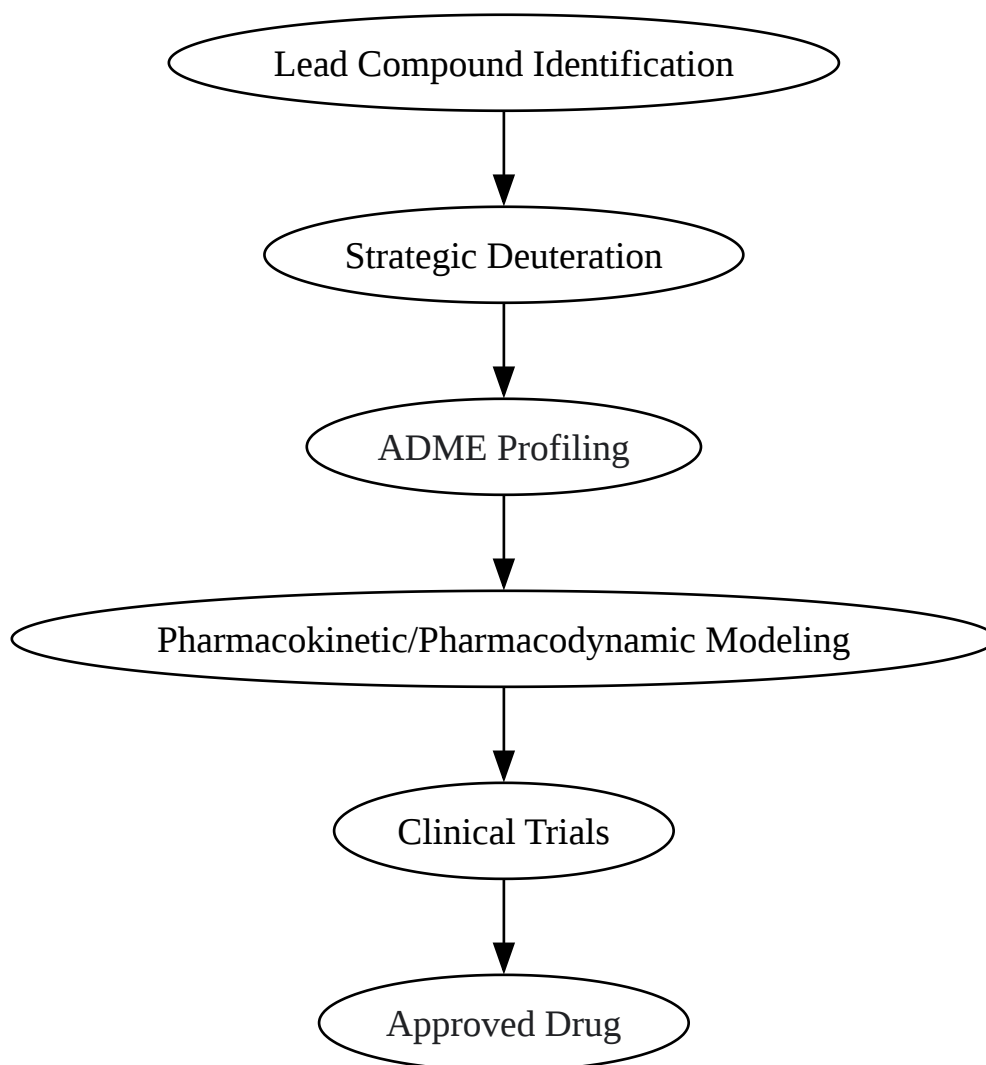 Lead Compound Identification
Strategic Deuteration
ADME Profiling
Pharmacokinetic/Pharmacodynamic Modeling
Clinical Trials
Approved Drug